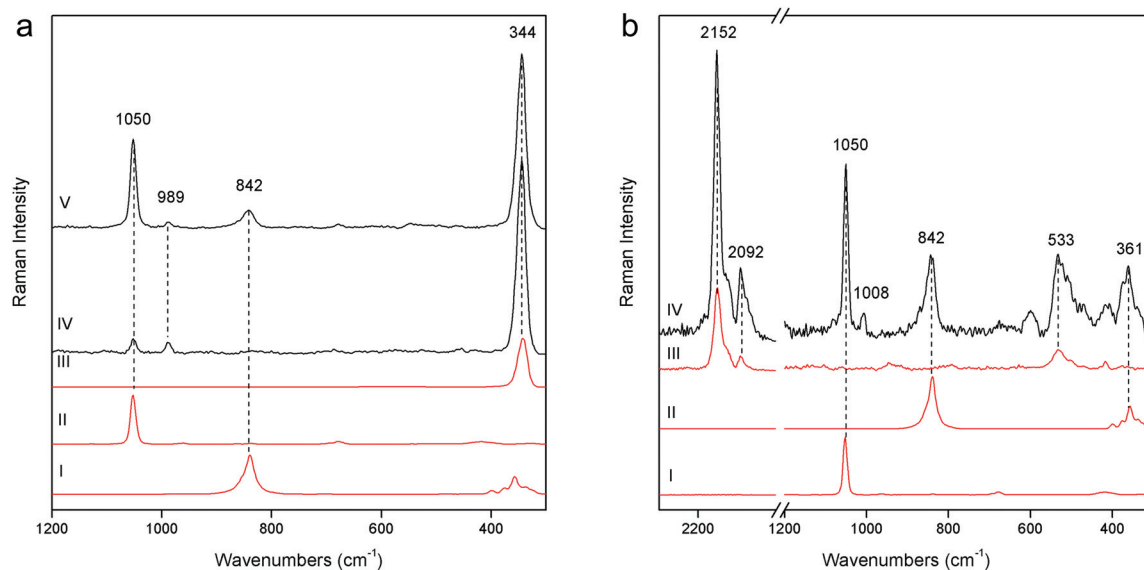 a
344
1050
989
842
V
IV
III
II
I
Raman Intensity
1200 1000 800 600 400
Wavenumbers (cm⁻¹)
b
2152
1050
2092
1008
842
533
361
IV
III
II
I
Raman Intensity
2200 1200 1000 800 600 400
Wavenumbers (cm⁻¹)